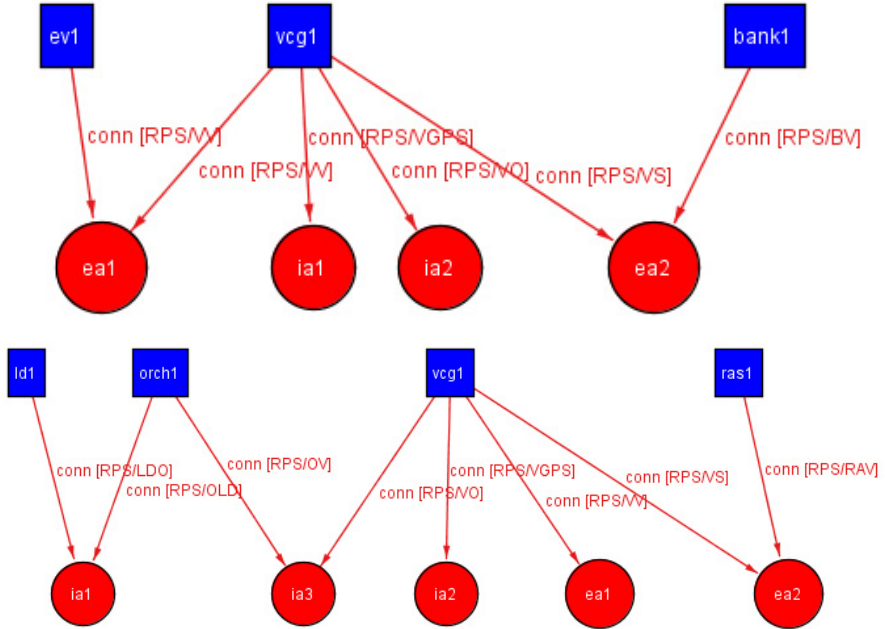 ev1
vcg1
bank1
conn [RPS/VV]
conn [RPS/VGPS]
conn [RPS/BV]
conn [RPS/VV]
conn [RPS/VO]
conn [RPS/VS]
ea1
ia1
ia2
ea2
ld1
orch1
vcg1
ras1
conn [RPS/LDO]
conn [RPS/OV]
conn [RPS/VGPS]
conn [RPS/VS]
conn [RPS/RAV]
conn [RPS/OLD]
conn [RPS/VO]
conn [RPS/VV]
ia1
ia3
ia2
ea1
ea2